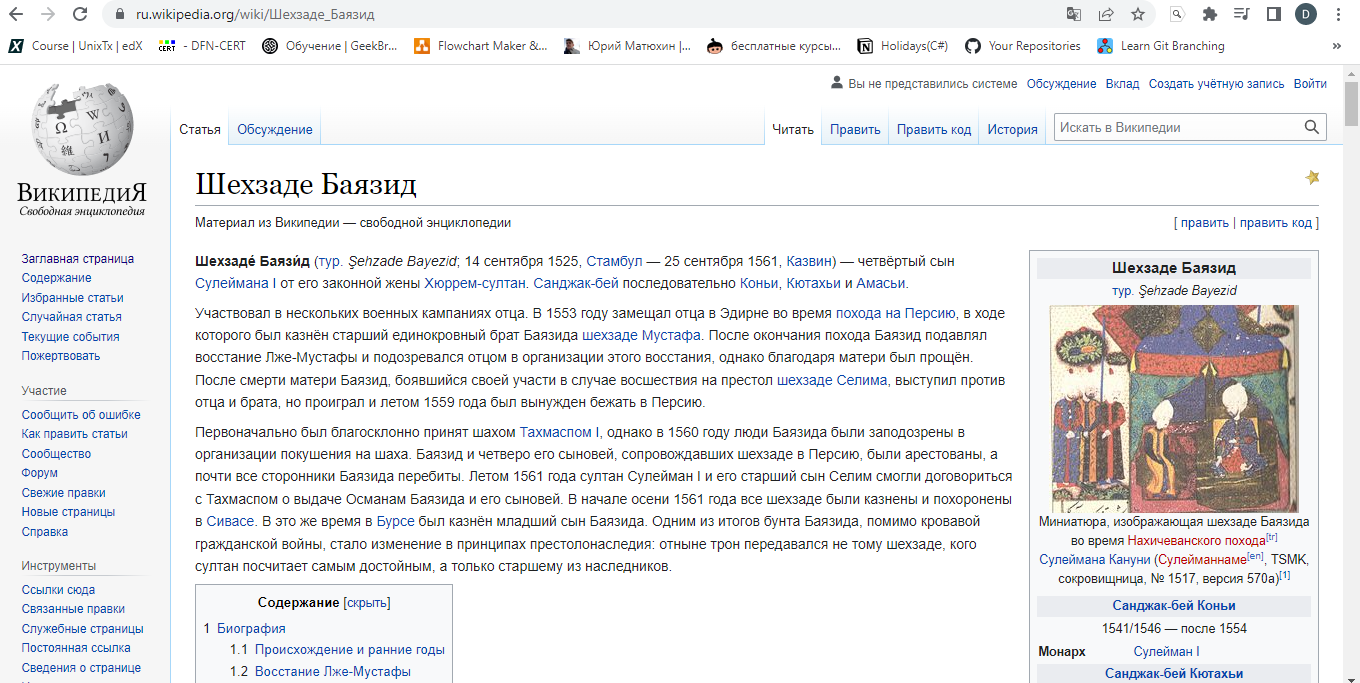 ru.wikipedia.org/wiki/Шехзаде_Баязид
D
Course | UnixTx | edX
CERT
- DFN-CERT
Обучение | GeekBr...
Flowchart Maker &...
Юрий Матюхин |...
бесплатные курсы...
Holidays(C#)
Your Repositories
Learn Git Branching
»
Вы не представились системе Обсуждение Вклад Создать учётную запись Войти
Статья Обсуждение Читать Править Править код История Искать в Википедии
ВикипедиЯ
Свободная энциклопедия
Заглавная страница
Содержание
Избранные статьи
Случайная статья
Текущие события
Пожертвовать
Участие
Сообщить об ошибке
Как править статьи
Сообщество
Форум
Свежие правки
Новые страницы
Справка
Инструменты
Ссылки сюда
Связанные правки
Служебные страницы
Постоянная ссылка
Сведения о странице
Шехзаде Баязид
Материал из Википедии — свободной энциклопедии
[ править | править код ]
Шехзаде́ Баязи́д (тур. Şehzade Bayezid; 14 сентября 1525, Стамбул — 25 сентября 1561, Казвин) — четвёртый сын
Сулеймана I от его законной жены Хюррем-султан. Санджак-бей последовательно Коньи, Кютахьи и Амасьи.
Участвовал в нескольких военных кампаниях отца. В 1553 году замещал отца в Эдирне во время похода на Персию, в ходе
которого был казнён старший единокровный брат Баязида шехзаде Мустафа. После окончания похода Баязид подавлял
восстание Лже-Мустафы и подозревался отцом в организации этого восстания, однако благодаря матери был прощён.
После смерти матери Баязид, боявшийся своей участи в случае восшествия на престол шехзаде Селима, выступил против
отца и брата, но проиграл и летом 1559 года был вынужден бежать в Персию.
Первоначально был благосклонно принят шахом Тахмаспом I, однако в 1560 году люди Баязида были заподозрены в
организации покушения на шаха. Баязид и четверо его сыновей, сопровождавших шехзаде в Персию, были арестованы, а
почти все сторонники Баязида перебиты. Летом 1561 года султан Сулейман I и его старший сын Селим смогли договориться
с Тахмаспом о выдаче Османам Баязида и его сыновей. В начале осени 1561 года все шехзаде были казнены и похоронены
в Сивасе. В это же время в Бурсе был казнён младший сын Баязида. Одним из итогов бунта Баязида, помимо кровавой
гражданской войны, стало изменение в принципах престолонаследия: отныне трон передавался не тому шехзаде, кого
султан посчитает самым достойным, а только старшему из наследников.
Содержание [скрыть]
1 Биография
1.1 Происхождение и ранние годы
1.2 Восстание Лже-Мустафы
Шехзаде Баязид
тур. Şehzade Bayezid
Миниатюра, изображающая шехзаде Баязида
во время Нахичеванского похода[tr]
Сулеймана Кануни (Сулейманнаме[en], TSMK,
сокровищница, № 1517, версия 570a)[1]
Санджак-бей Коньи
1541/1546 — после 1554
Монарх Сулейман I
Санджак-бей Кютахьи